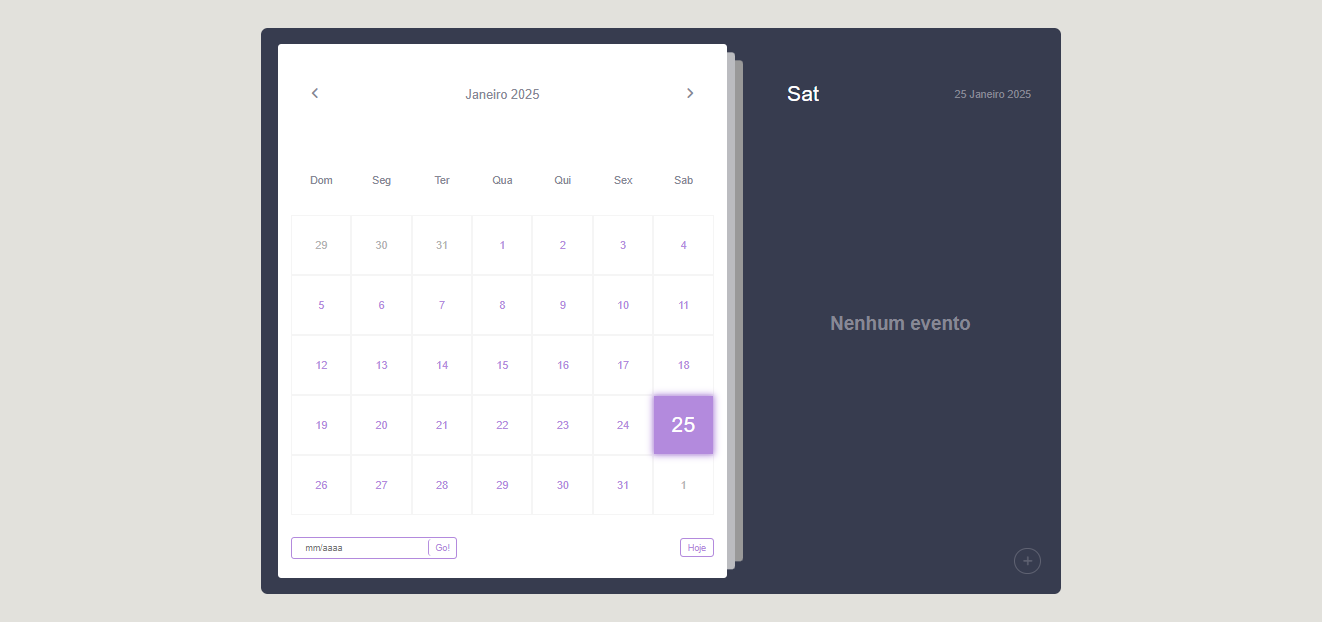 Janeiro 2025
Dom Seg Ter Qua Qui Sex Sab
29 30 31 1 2 3 4
5 6 7 8 9 10 11
12 13 14 15 16 17 18
19 20 21 22 23 24 25
26 27 28 29 30 31 1
mm/aaaa Go! Hoje
Sat 25 Janeiro 2025
Nenhum evento
+